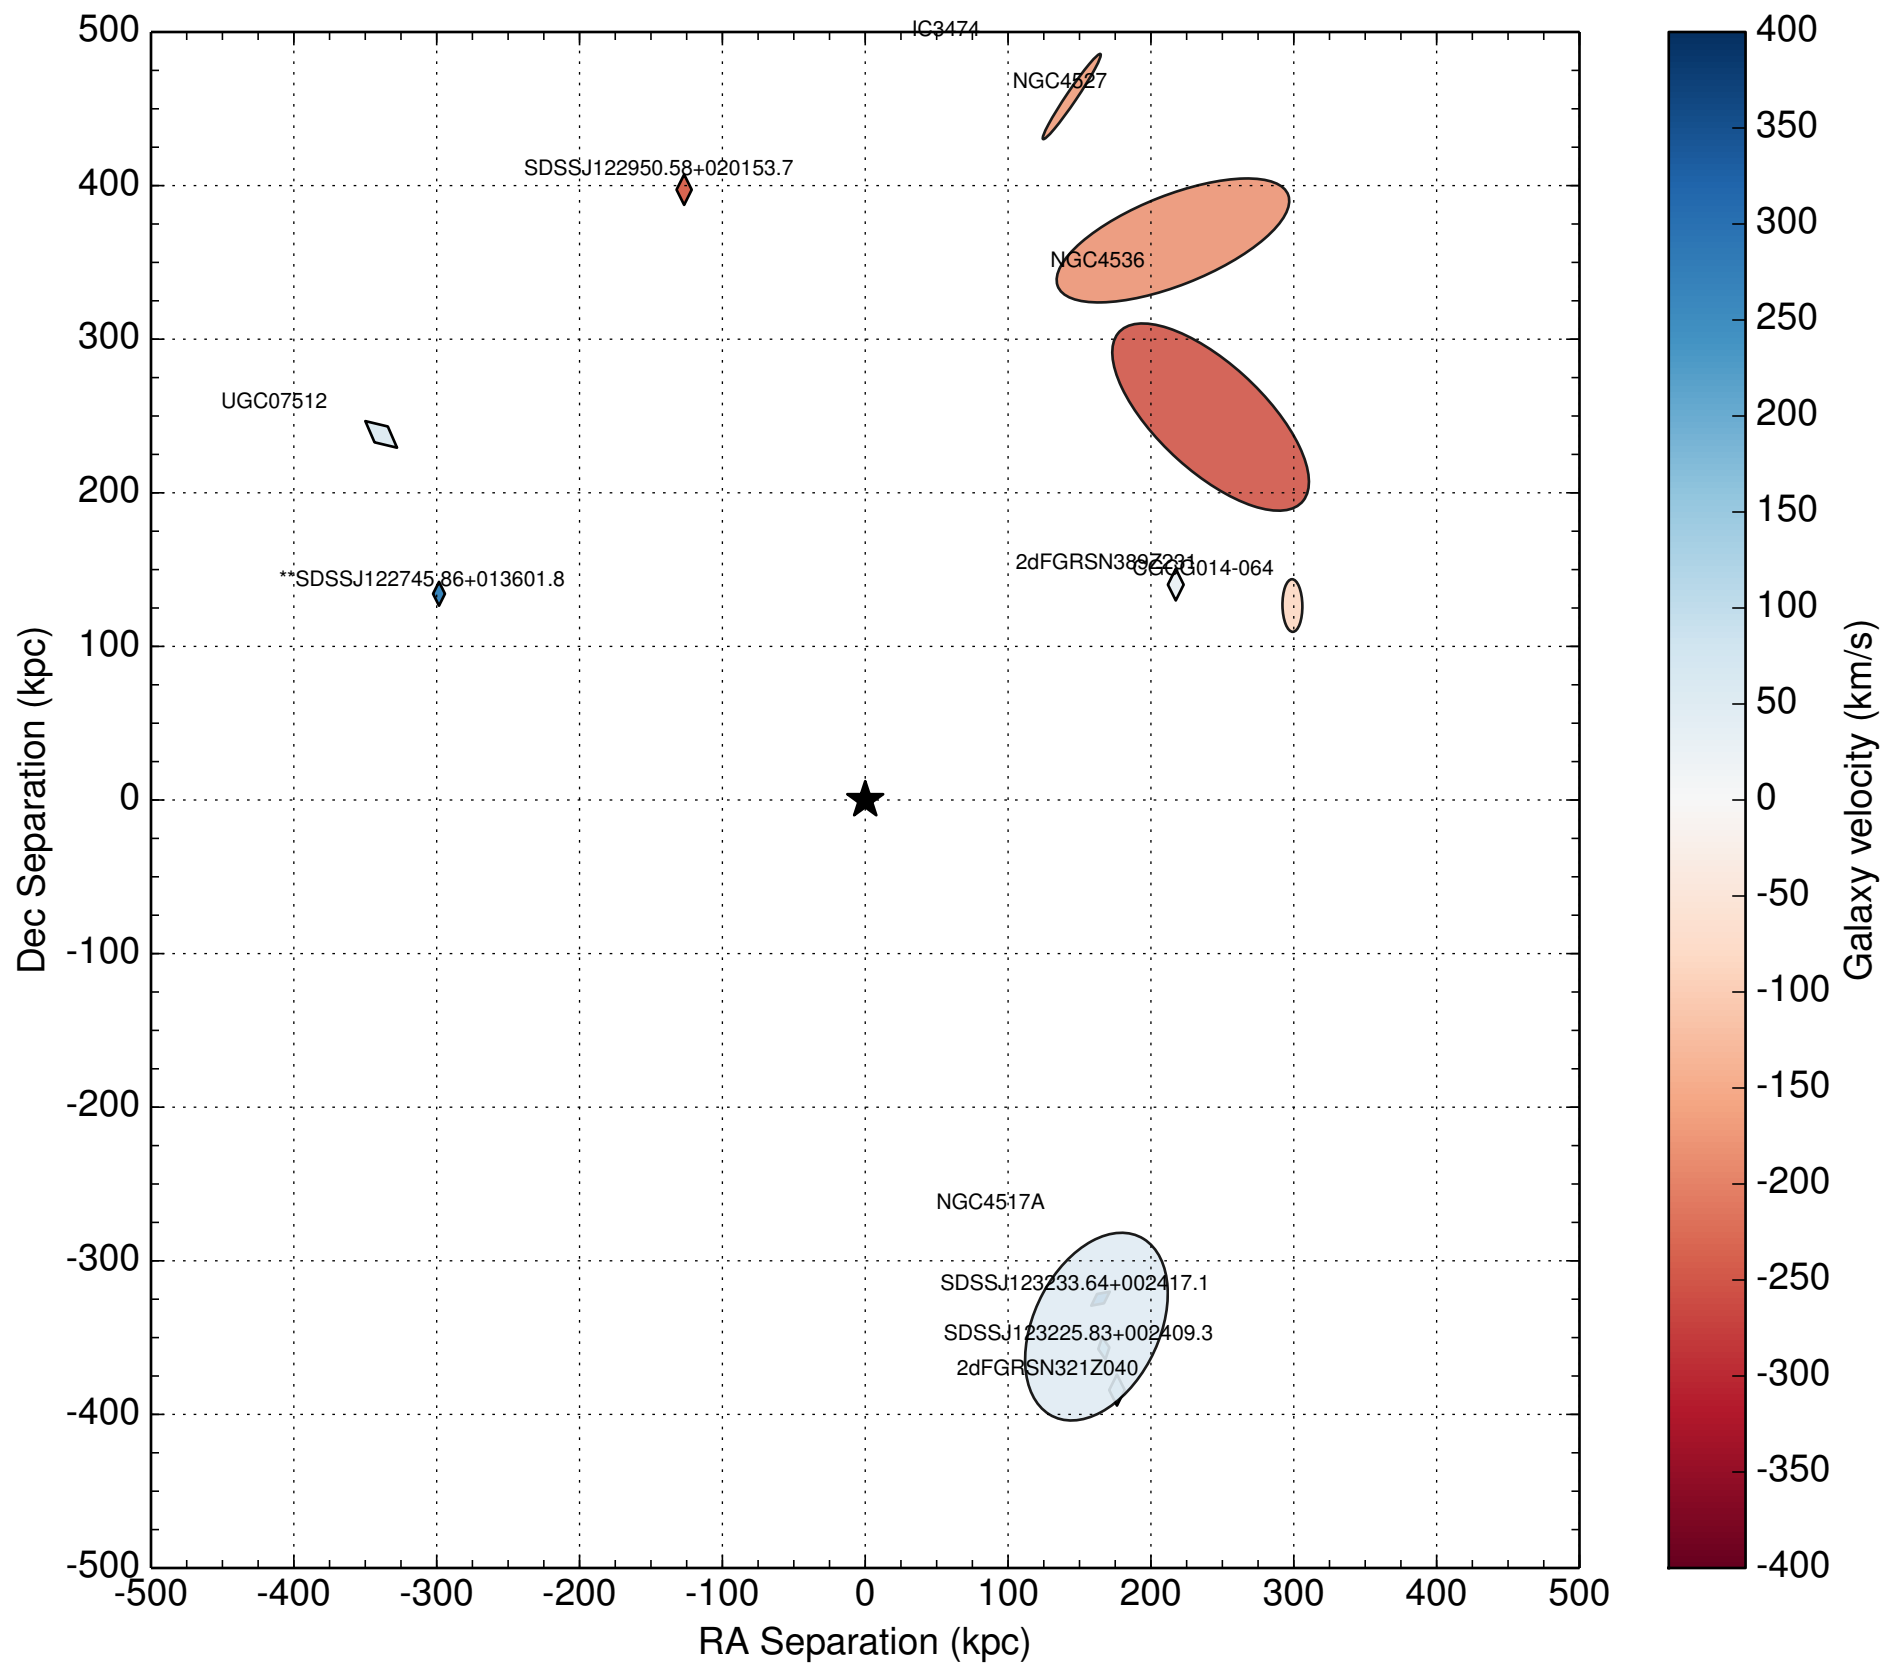 IC3474
NGC4527
SDSSJ122950.58+020153.7
NGC4536
UGC07512
2dFGRSN389Z231
CGCG014-064
**SDSSJ122745.86+013601.8
NGC4517A
SDSSJ123233.64+002417.1
SDSSJ123225.83+002409.3
2dFGRSN321Z040
500
400
300
200
100
0
-100
-200
-300
-400
-500
Dec Separation (kpc)
-500 -400 -300 -200 -100 0 100 200 300 400 500
RA Separation (kpc)
400
350
300
250
200
150
100
50
0
-50
-100
-150
-200
-250
-300
-350
-400
Galaxy velocity (km/s)